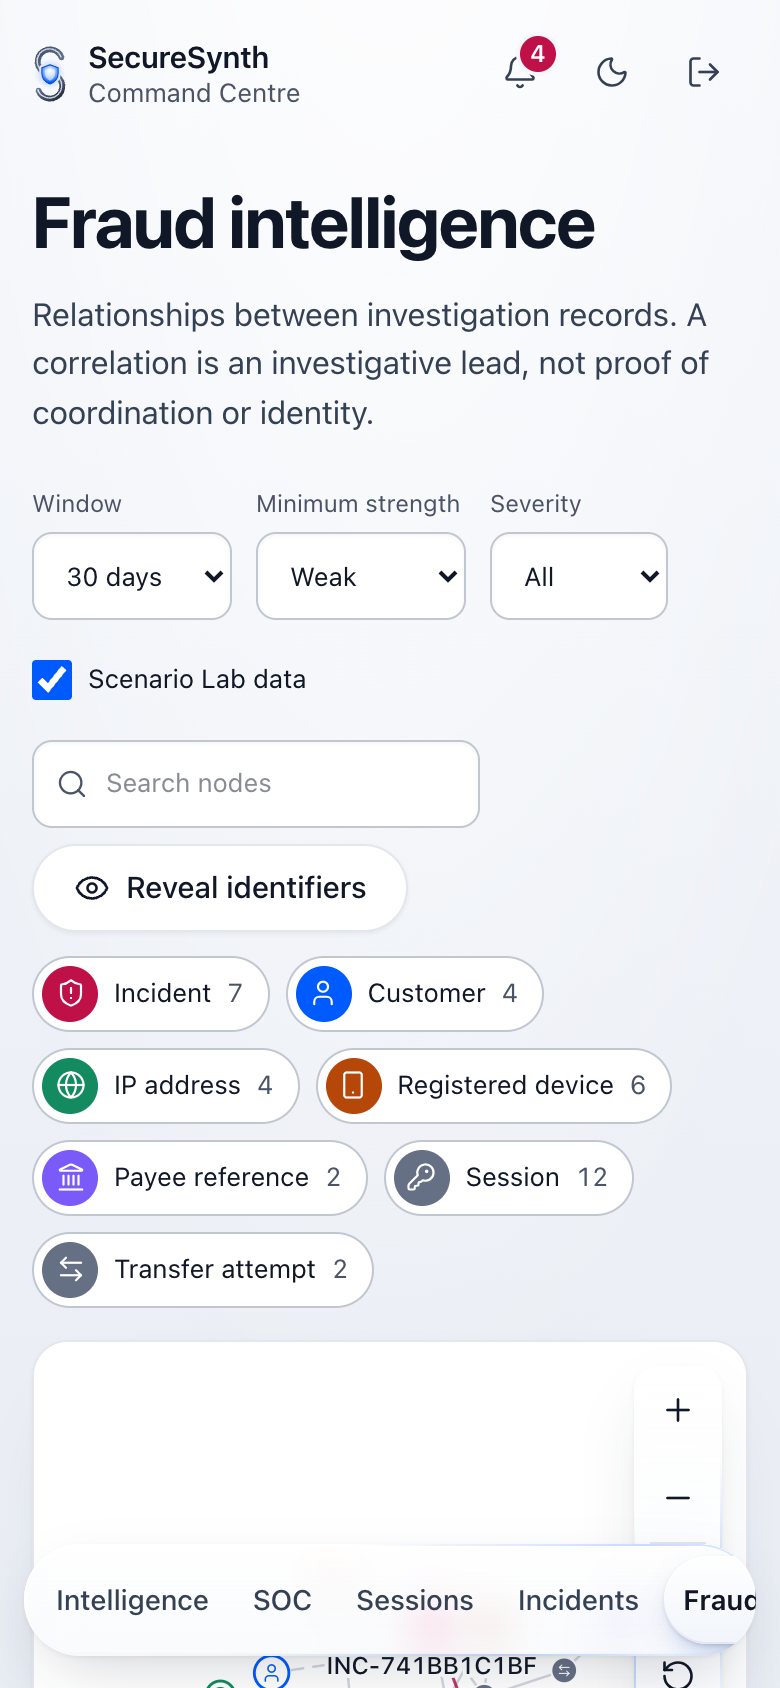 SecureSynth
Command Centre
4
Fraud intelligence
Relationships between investigation records. A
correlation is an investigative lead, not proof of
coordination or identity.
Window
Minimum strength
Severity
30 days
Weak
All
Scenario Lab data
Search nodes
Reveal identifiers
Incident 7
Customer 4
IP address 4
Registered device 6
Payee reference 2
Session 12
Transfer attempt 2
Intelligence
SOC
Sessions
Incidents
Fraud
INC-741BB1C1BF